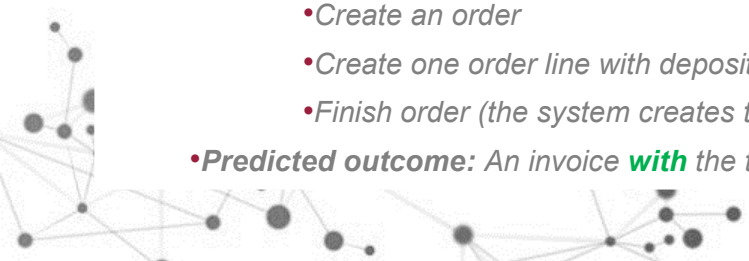 •Create an order
•Create one order line with deposit
•Finish order (the system creates t
•Predicted outcome: An invoice with the t